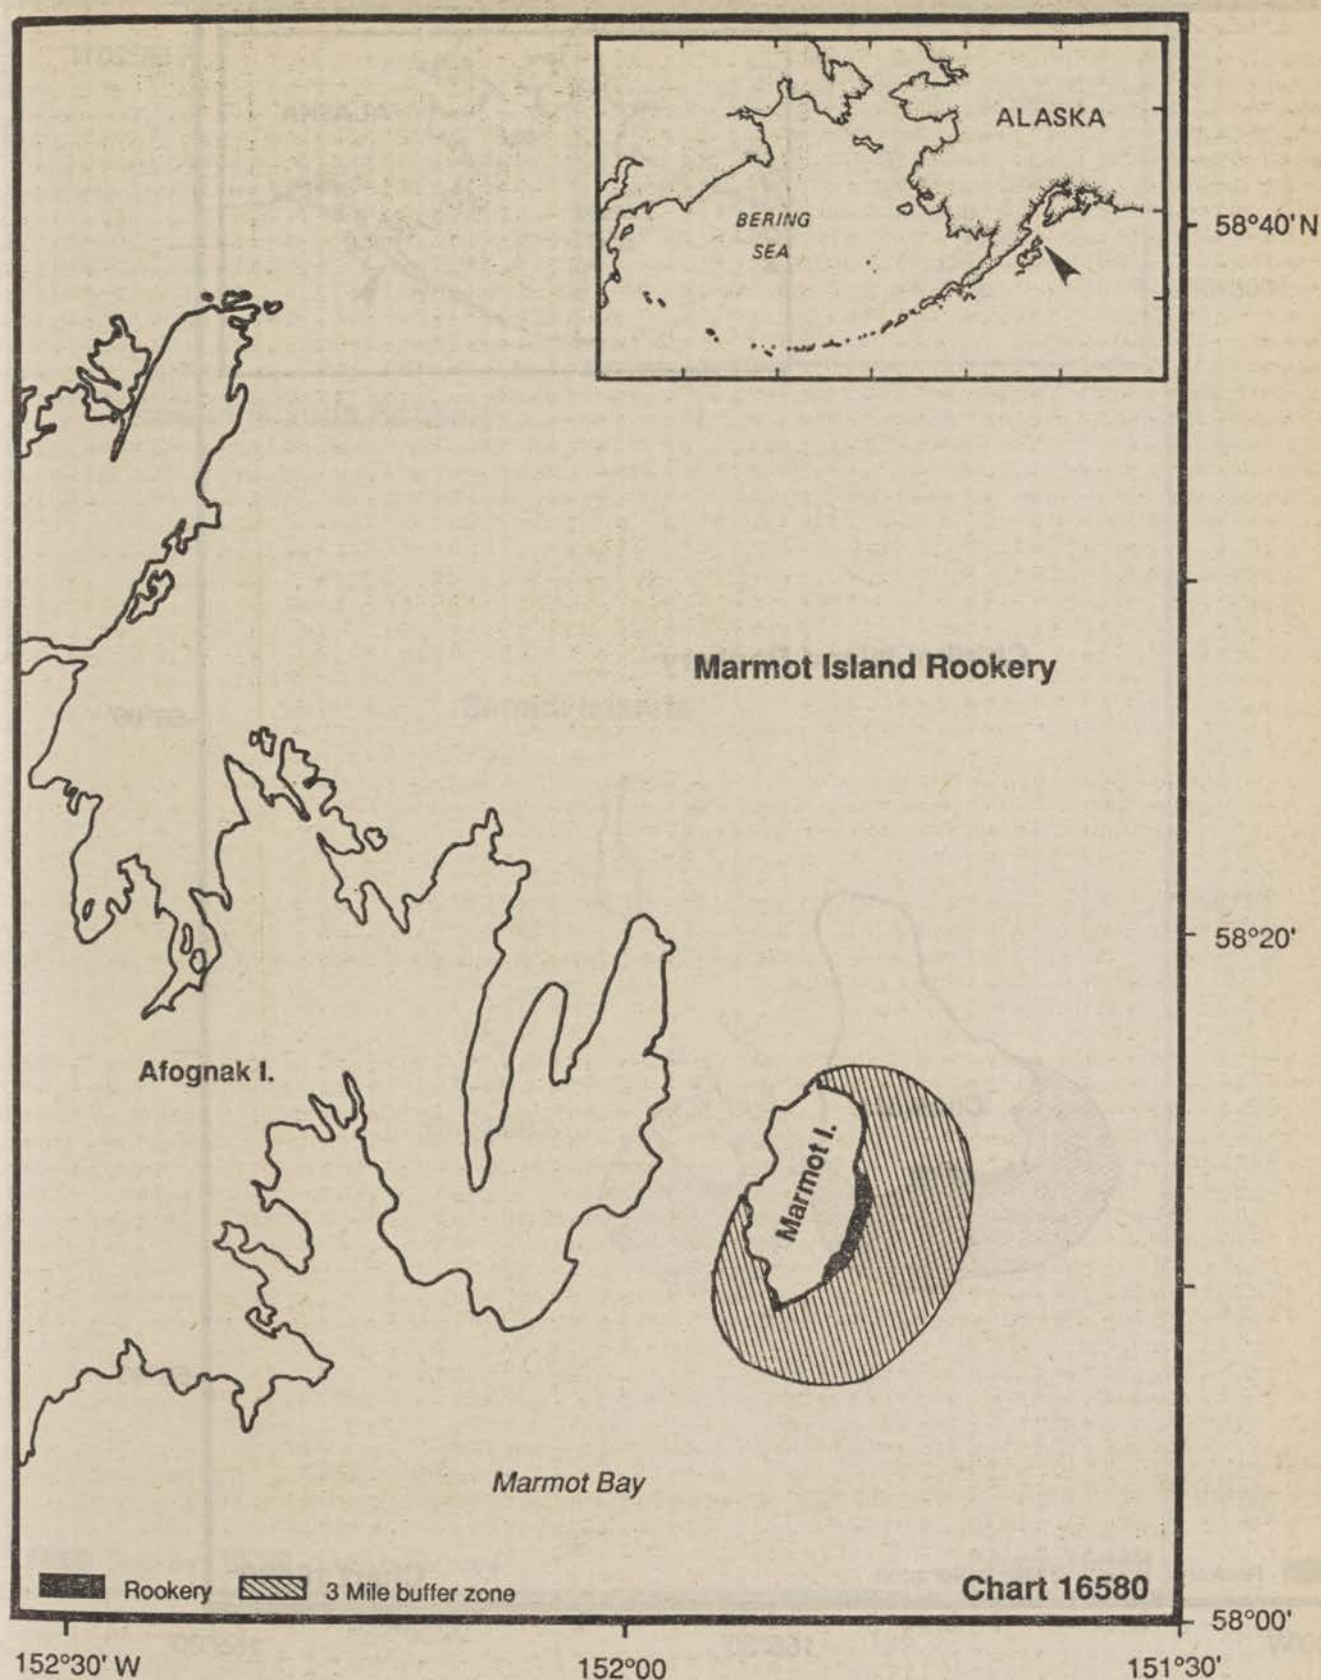 ALASKA
BERING
SEA
58°40'N
Marmot Island Rookery
58°20'
Afognak I.
Marmot I.
Marmot Bay
Rookery
3 Mile buffer zone
Chart 16580
58°00'
152°30' W
152°00
151°30'